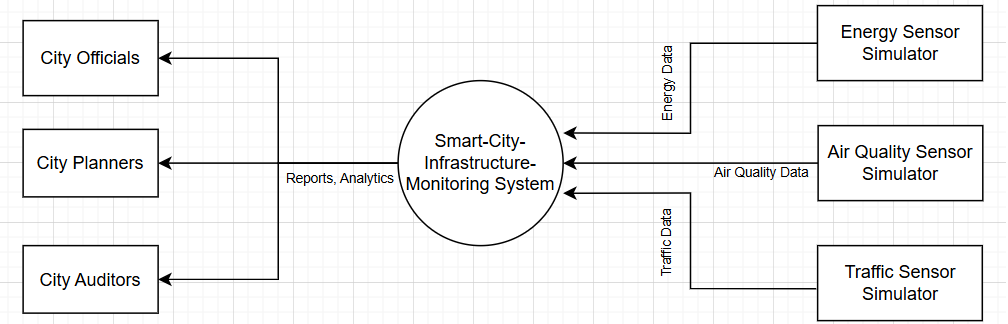 City Officials
City Planners
City Auditors
Reports, Analytics
Smart-City-
Infrastructure-
Monitoring System
Energy Data
Air Quality Data
Traffic Data
Energy Sensor
Simulator
Air Quality Sensor
Simulator
Traffic Sensor
Simulator